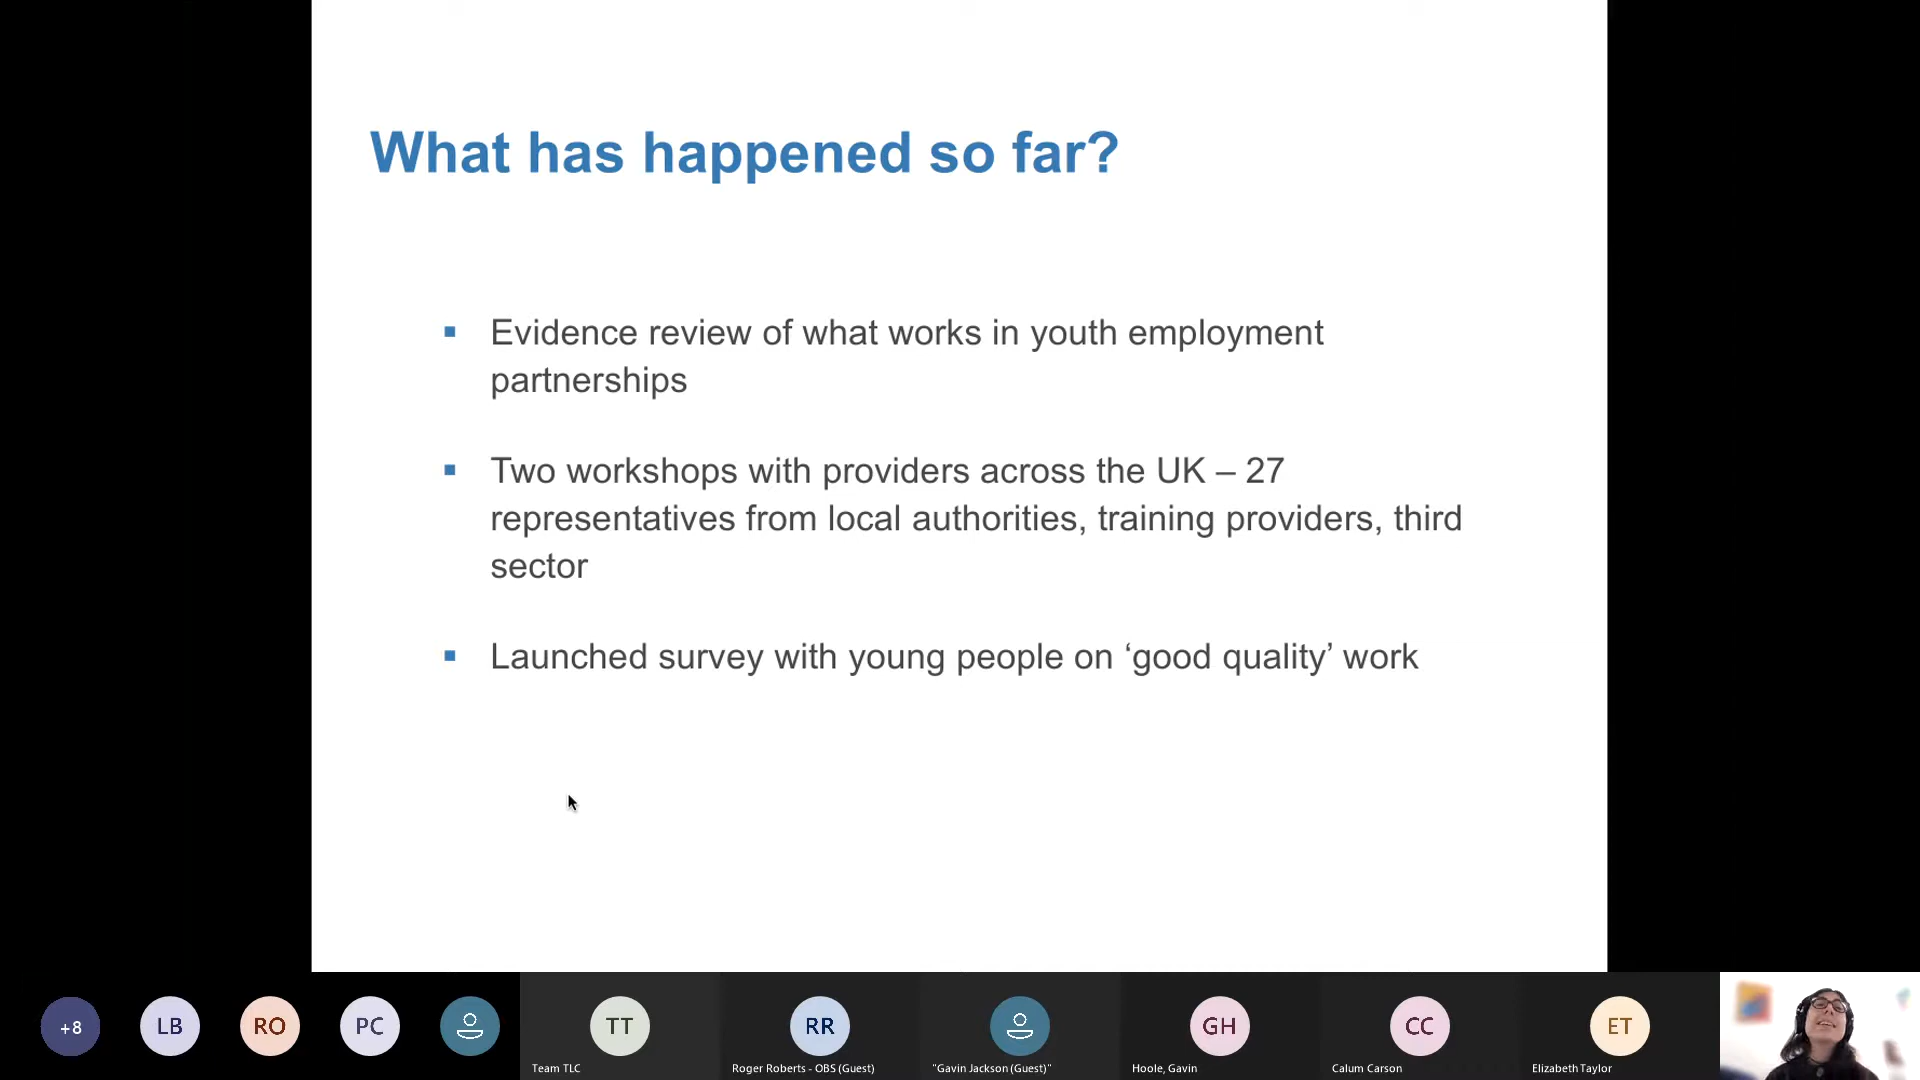 What has happened so far?
▪ Evidence review of what works in youth employment
partnerships
▪ Two workshops with providers across the UK – 27
representatives from local authorities, training providers, third
sector
▪ Launched survey with young people on ‘good quality’ work
+8
LB
RO
PC
TT
RR
GH
CC
ET
Team TLC
Roger Roberts - OBS (Guest)
"Gavin Jackson (Guest)"
Hoole, Gavin
Calum Carson
Elizabeth Taylor